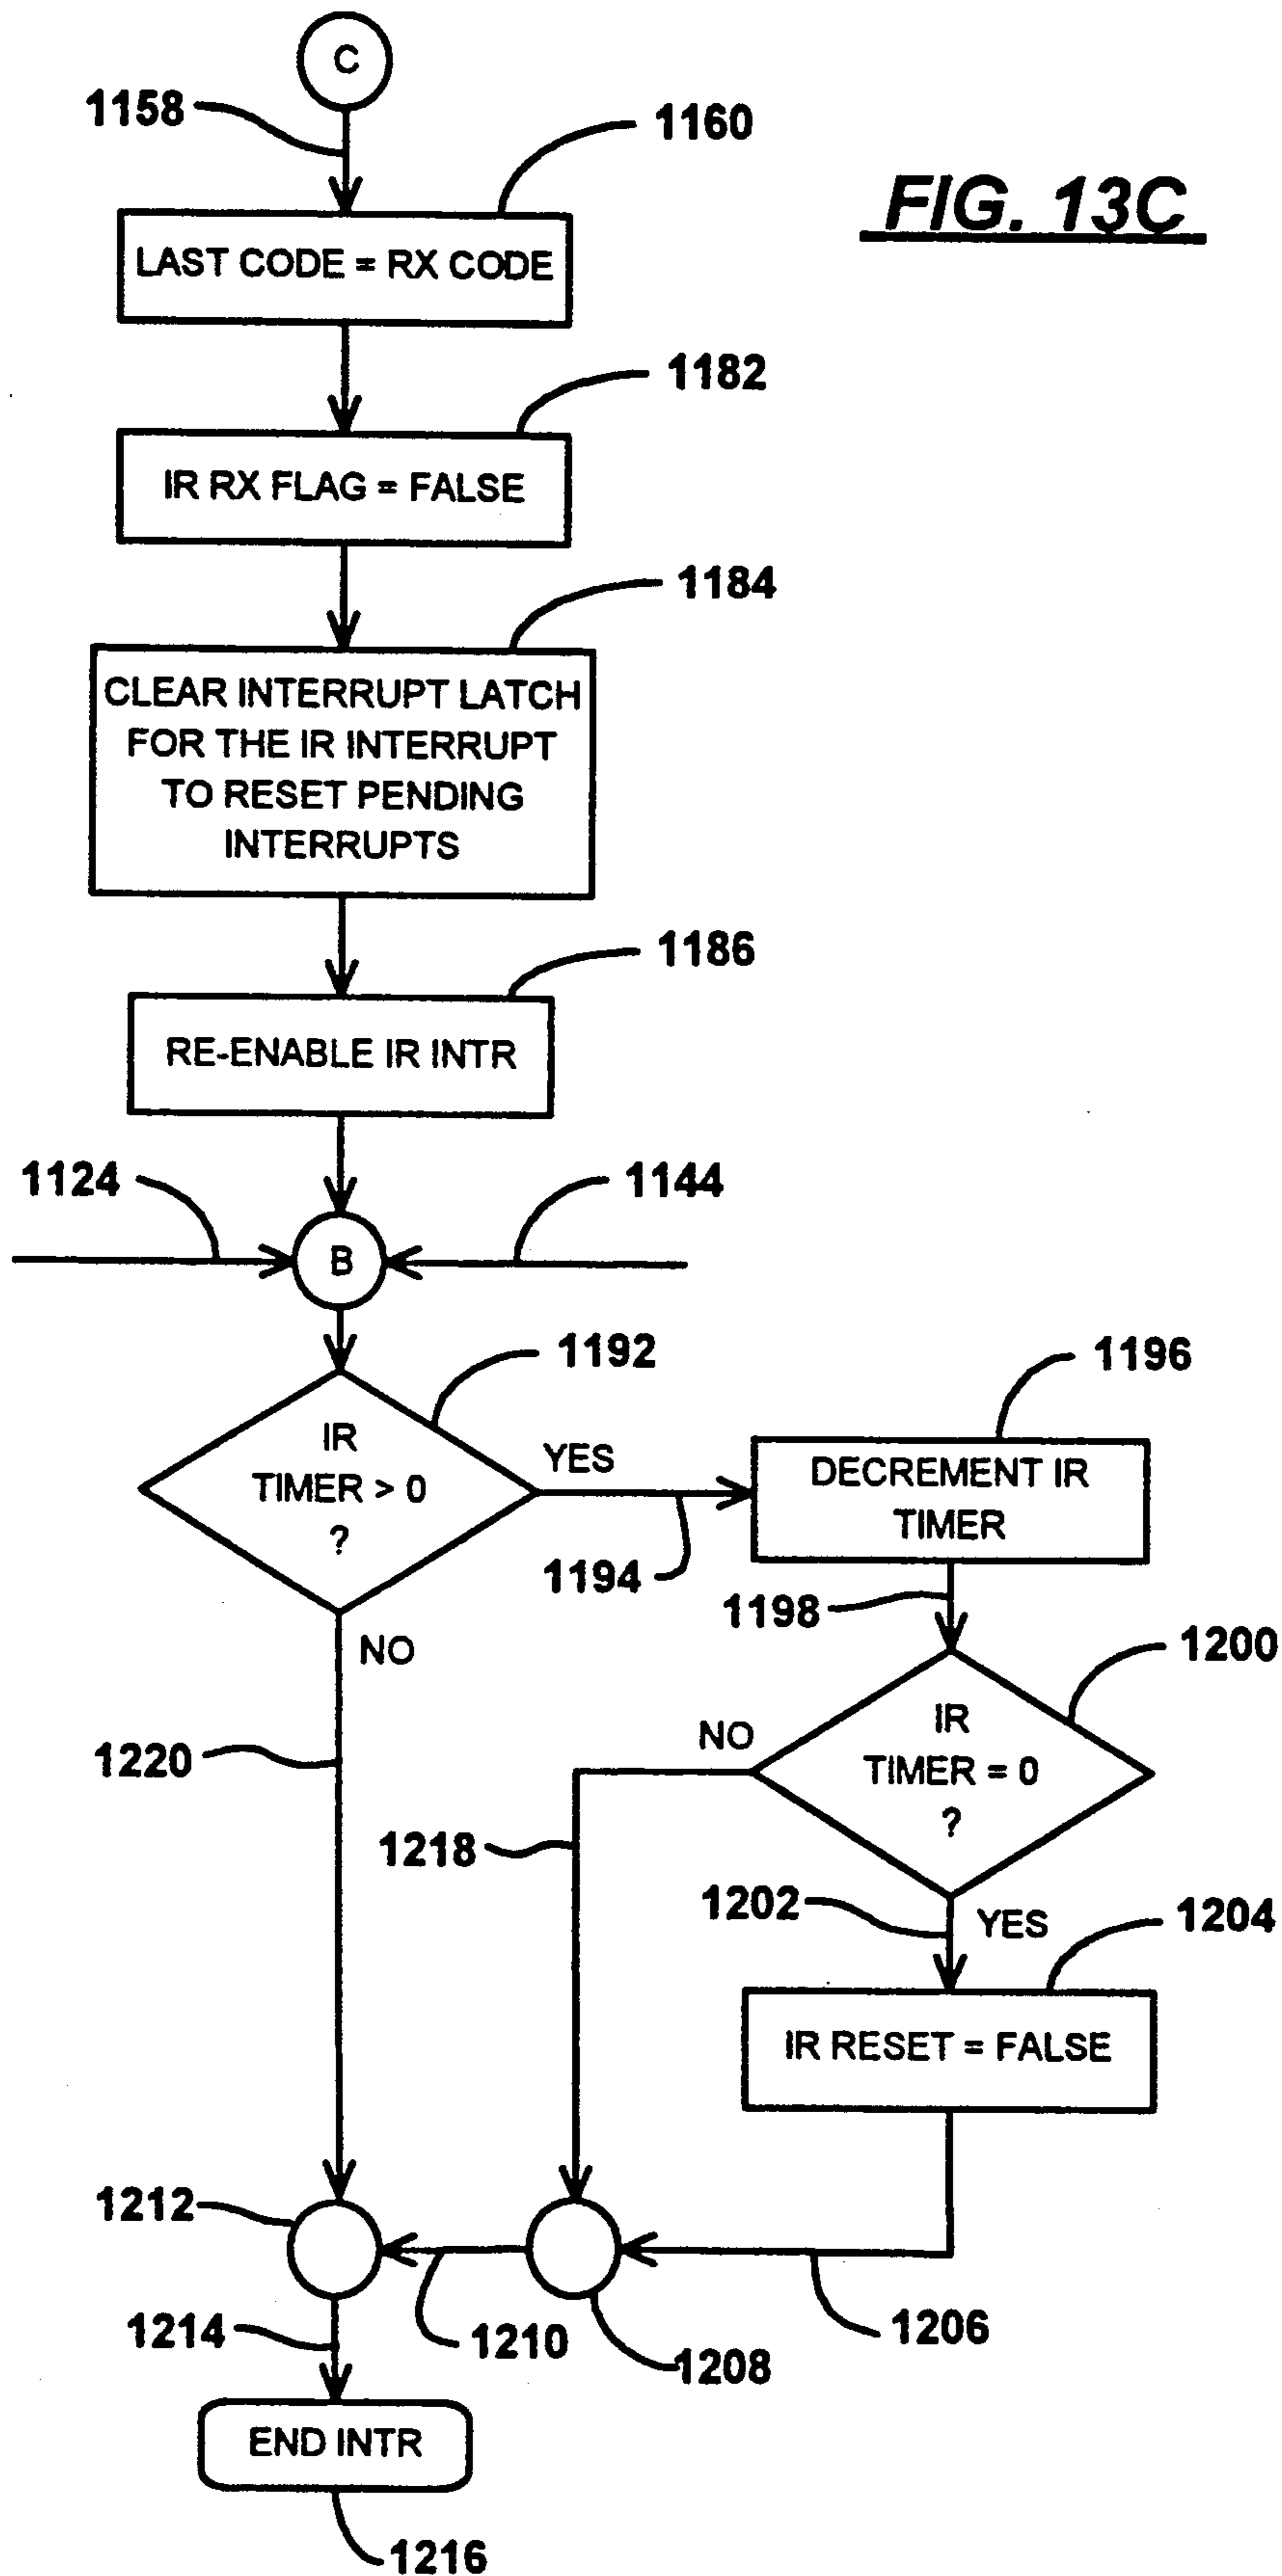 C
1158
1160
FIG. 13C
LAST CODE = RX CODE
1182
IR RX FLAG = FALSE
1184
CLEAR INTERRUPT LATCH
FOR THE IR INTERRUPT
TO RESET PENDING
INTERRUPTS
1186
RE-ENABLE IR INTR
1124
1144
B
1192
1196
IR
TIMER > 0
?
YES
DECREMENT IR
TIMER
1194
1198
NO
1200
IR
TIMER = 0
?
NO
1220
1218
1202
YES
1204
IR RESET = FALSE
1212
1214
1210
1208
1206
END INTR
1216